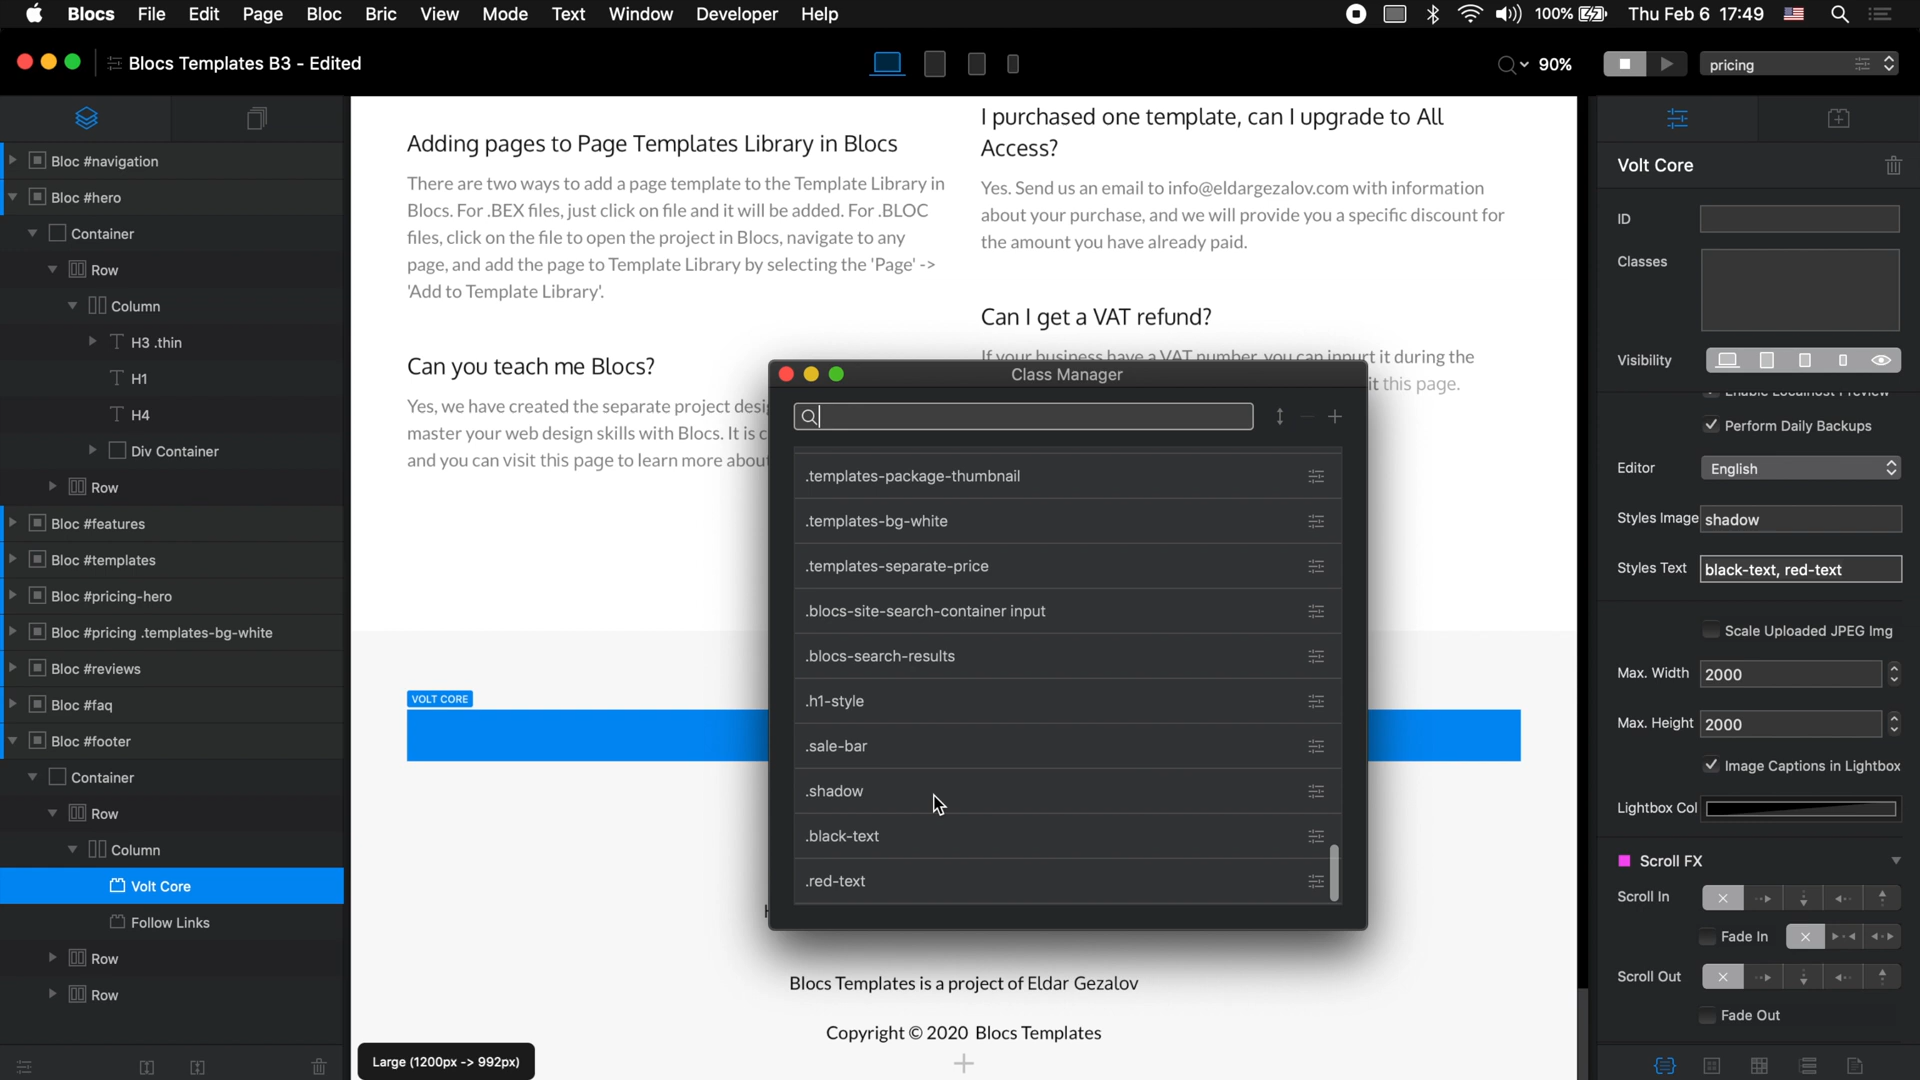 Blocs File Edit Page Bloc Bric View Mode Text Window Developer Help 100% Thu Feb 6 17:49
Blocs Templates B3 - Edited 90% pricing
Bloc #navigation
Bloc #hero
Container
Row
Column
H3 .thin
H1
H4
Div Container
Row
Bloc #features
Bloc #templates
Bloc #pricing-hero
Bloc #pricing .templates-bg-white
Bloc #reviews
Bloc #faq
Bloc #footer
Container
Row
Column
Volt Core
Follow Links
Row
Row
Adding pages to Page Templates Library in Blocs
There are two ways to add a page template to the Template Library in
Blocs. For .BEX files, just click on file and it will be added. For .BLOC
files, click on the file to open the project in Blocs, navigate to any
page, and add the page to Template Library by selecting the 'Page' ->
'Add to Template Library'.
Can you teach me Blocs?
Yes, we have created the separate project
master your web design skills with Blocs. It is
and you can visit this page to learn more
I purchased one template, can I upgrade to All
Access?
Yes. Send us an email to info@eldargezalov.com with information
about your purchase, and we will provide you a specific discount for
the amount you have already paid.
Can I get a VAT refund?
If your business have a VAT number, you can inpurt it during the
it this page.
VOLT CORE
Class Manager
.templates-package-thumbnail
.templates-bg-white
.templates-separate-price
.blocs-site-search-container input
.blocs-search-results
.h1-style
.sale-bar
.shadow
.black-text
.red-text
Blocs Templates is a project of Eldar Gezalov
Copyright © 2020 Blocs Templates
Large (1200px -> 992px)
Volt Core
ID
Classes
Visibility
Enable Localhost Preview
Perform Daily Backups
Editor English
Styles Image shadow
Styles Text black-text, red-text
Scale Uploaded JPEG Img
Max. Width 2000
Max. Height 2000
Image Captions in Lightbox
Lightbox Col
Scroll FX
Scroll In
Fade In
Scroll Out
Fade Out